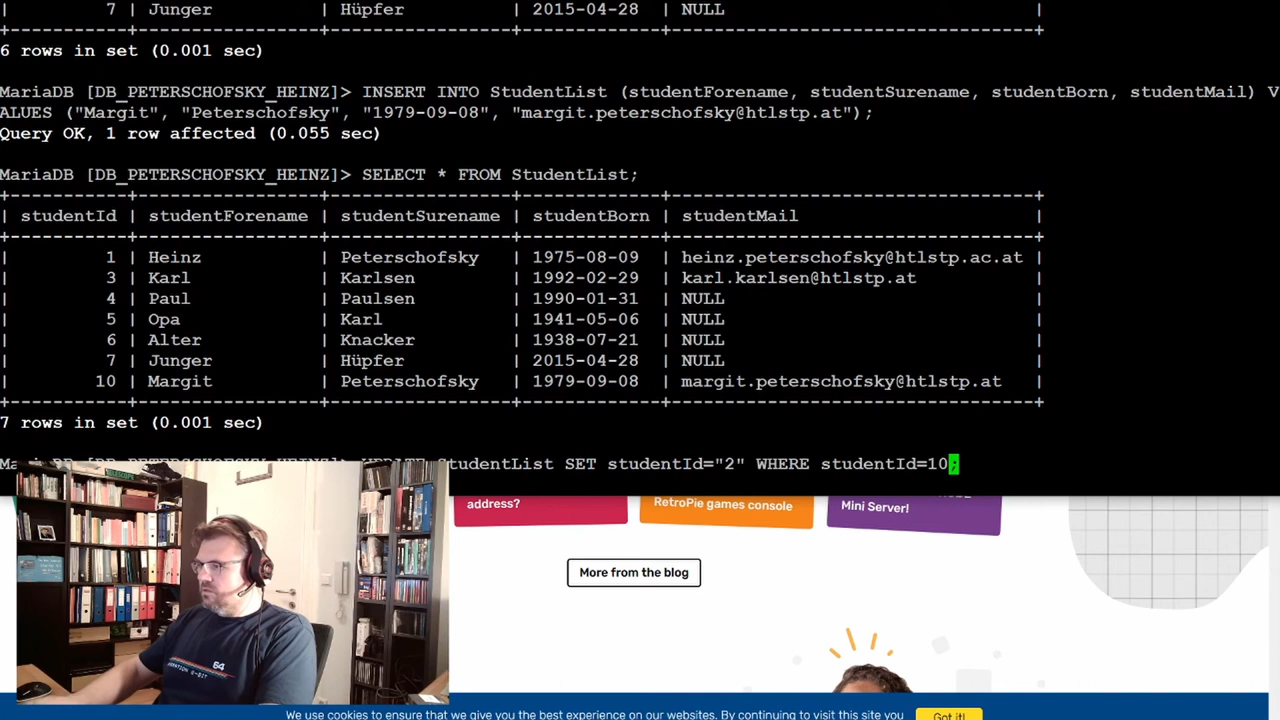 |         7 | Junger          | Hüpfer          | 2015-04-28  | NULL                             |
+-----------+-----------------+-----------------+-------------+----------------------------------+
6 rows in set (0.001 sec)
MariaDB [DB_PETERSCHOFSKY_HEINZ]> INSERT INTO StudentList (studentForename, studentSurename, studentBorn, studentMail) V
ALUES ("Margit", "Peterschofsky", "1979-09-08", "margit.peterschofsky@htlstp.at");
Query OK, 1 row affected (0.055 sec)
MariaDB [DB_PETERSCHOFSKY_HEINZ]> SELECT * FROM StudentList;
+-----------+-----------------+-----------------+-------------+----------------------------------+
| studentId | studentForename | studentSurename | studentBorn | studentMail                      |
+-----------+-----------------+-----------------+-------------+----------------------------------+
|         1 | Heinz           | Peterschofsky   | 1975-08-09  | heinz.peterschofsky@htlstp.ac.at |
|         3 | Karl            | Karlsen         | 1992-02-29  | karl.karlsen@htlstp.at           |
|         4 | Paul            | Paulsen         | 1990-01-31  | NULL                             |
|         5 | Opa             | Karl            | 1941-05-06  | NULL                             |
|         6 | Alter           | Knacker         | 1938-07-21  | NULL                             |
|         7 | Junger          | Hüpfer          | 2015-04-28  | NULL                             |
|        10 | Margit          | Peterschofsky   | 1979-09-08  | margit.peterschofsky@htlstp.at   |
+-----------+-----------------+-----------------+-------------+----------------------------------+
7 rows in set (0.001 sec)
StudentList SET studentId="2" WHERE studentId=10;
address?
RetroPie games console
Mini Server!
More from the blog
64
We use cookies to ensure that we give you the best experience on our websites. By continuing to visit this site you
Got it!